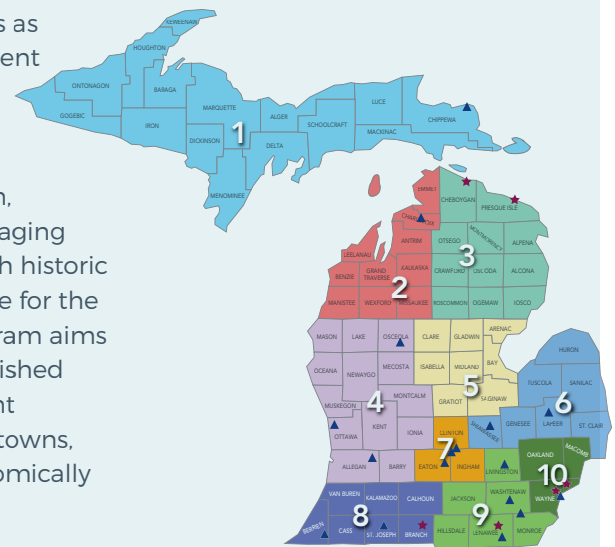 s as
ent
n,
aging
h historic
e for the
ram aims
ished
nt
towns,
omically
KEWEENAW
HOUGHTON
ONTONAGON
BARAGA
GOGEBIC
IRON
MARQUETTE
DICKINSON
1
MENOMINEE
ALGER
DELTA
SCHOOLCRAFT
LUCE
MACKINAC
CHIPPEWA
EMMET
CHEBOYGAN
PRESQUE ISLE
ANTRIM
OTSEGO
MONTMORENCY
ALPENA
3
LEELANAU
BENZIE
GRAND
TRAVERSE
KALKASKA
CRAWFORD
OSCODA
ALCONA
2
MANISTEE
WEXFORD
MISSAUKEE
ROSCOMMON
OGEMAW
IOSCO
MASON
LAKE
OSCEOLA
CLARE
GLADWIN
ARENAC
OCEANA
NEWAYGO
MECOSTA
ISABELLA
MIDLAND
BAY
HURON
5
TUSCOLA
SANILAC
MUSKEGON
MONTCALM
GRATIOT
SAGINAW
4
6
OTTAWA
KENT
IONIA
CLINTON
SHIAWASSEE
GENESEE
LAPEER
ST. CLAIR
7
ALLEGAN
BARRY
EATON
INGHAM
LIVINGSTON
OAKLAND
MACOMB
10
VAN BUREN
KALAMAZOO
CALHOUN
JACKSON
WASHTENAW
WAYNE
8
9
BERRIEN
CASS
ST. JOSEPH
BRANCH
HILLSDALE
LENAWEE
MONROE